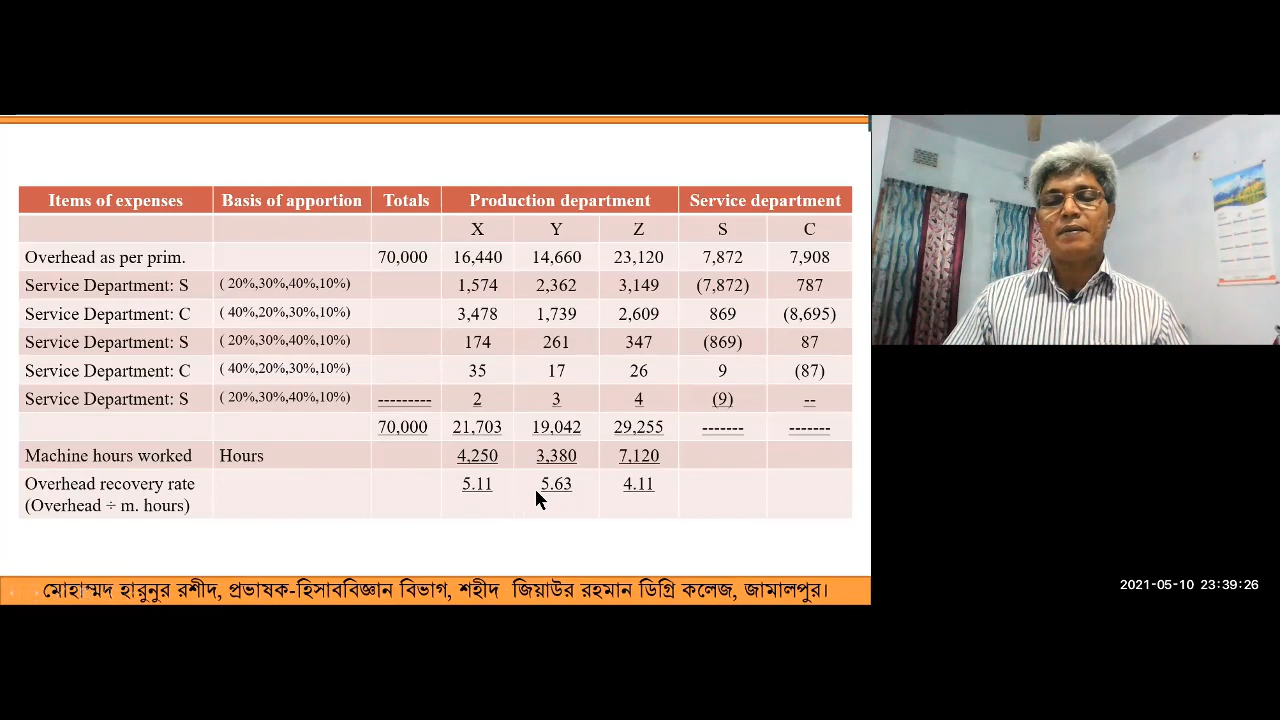 Items of expenses Basis of apportion Totals Production department Service department
X Y Z S C
Overhead as per prim. 70,000 16,440 14,660 23,120 7,872 7,908
Service Department: S ( 20%,30%,40%,10%) 1,574 2,362 3,149 (7,872) 787
Service Department: C ( 40%,20%,30%,10%) 3,478 1,739 2,609 869 (8,695)
Service Department: S ( 20%,30%,40%,10%) 174 261 347 (869) 87
Service Department: C ( 40%,20%,30%,10%) 35 17 26 9 (87)
Service Department: S ( 20%,30%,40%,10%) --------- 2 3 4 (9) --
70,000 21,703 19,042 29,255 ------- -------
Machine hours worked Hours 4,250 3,380 7,120
Overhead recovery rate 5.11 5.63 4.11
(Overhead ÷ m. hours)
মোহাম্মদ হারুনুর রশীদ, প্রভাষক-হিসাববিজ্ঞান বিভাগ, শহীদ জিয়াউর রহমান ডিগ্রি কলেজ, জামালপুর।
2021-05-10 23:39:26